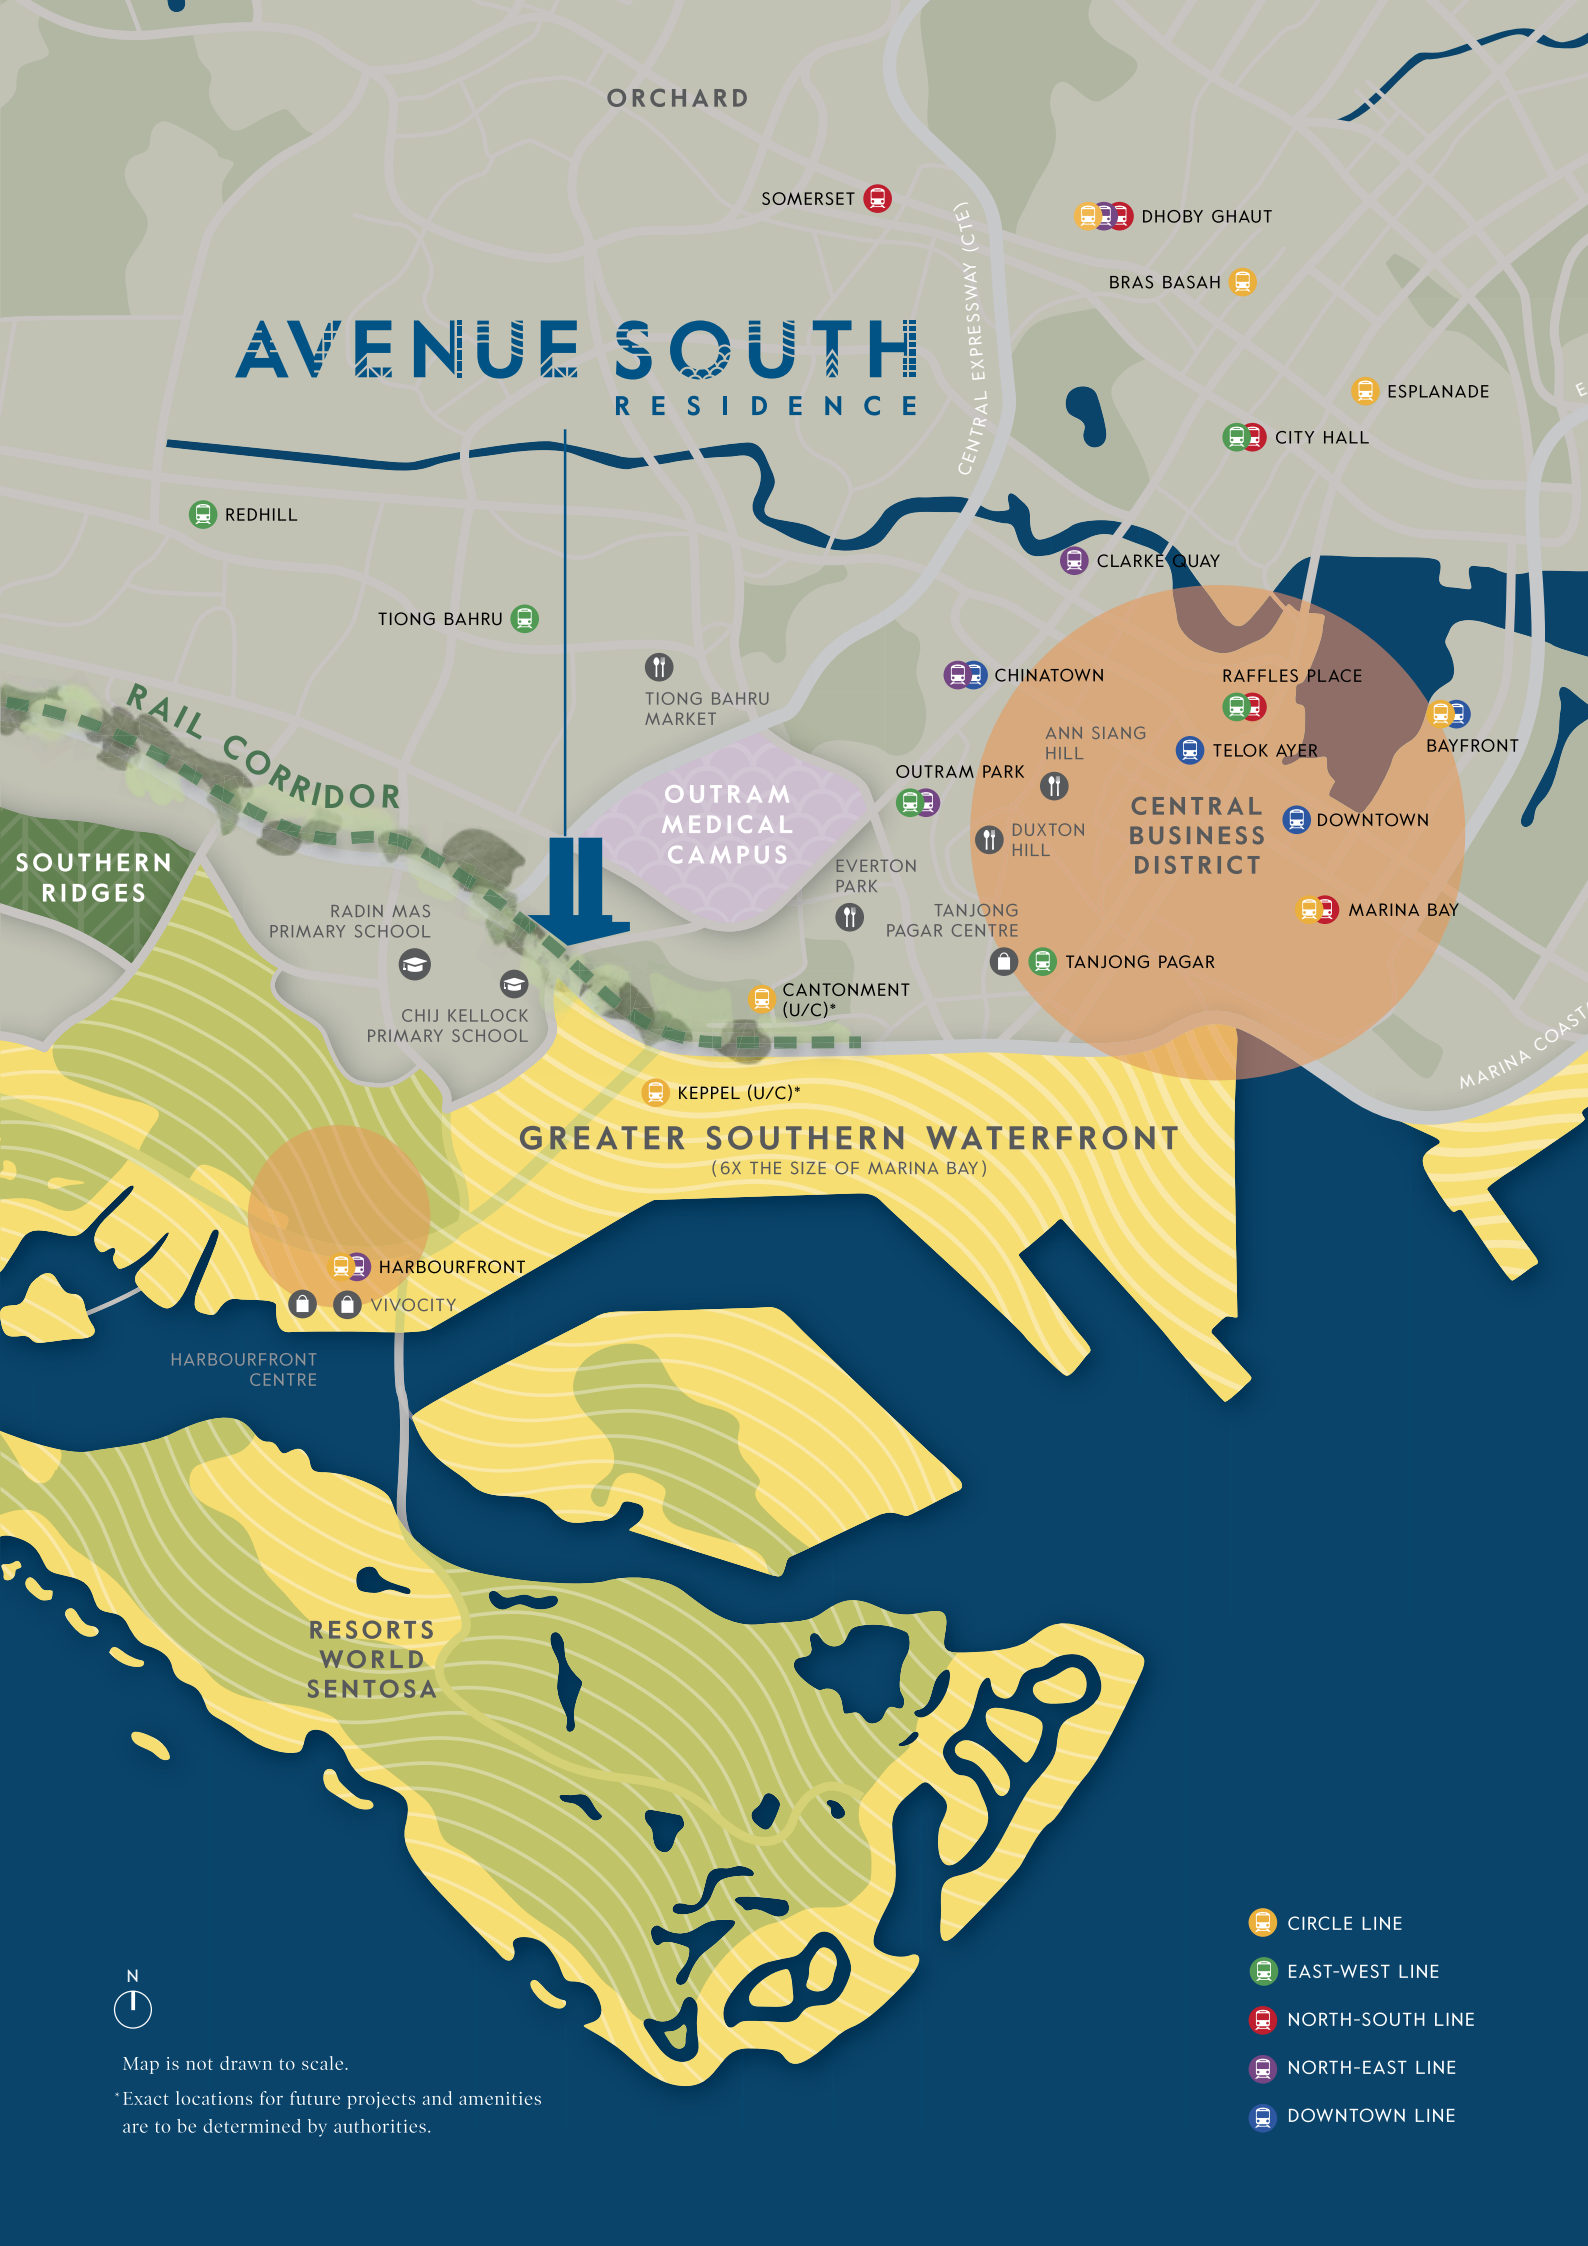 ORCHARD
SOMERSET
DHOBY GHAUT
BRAS BASAH
CENTRAL EXPRESSWAY (CTE)
AVENUE SOUTH
RESIDENCE
ESPLANADE
CITY HALL
REDHILL
CLARKE QUAY
TIONG BAHRU
TIONG BAHRU
MARKET
CHINATOWN
RAFFLES PLACE
BAYFRONT
ANN SIANG
HILL
TELOK AYER
RAIL CORRIDOR
OUTRAM PARK
OUTRAM
MEDICAL
CAMPUS
CENTRAL
BUSINESS
DISTRICT
DOWNTOWN
DUXTON
HILL
SOUTHERN
RIDGES
EVERTON
PARK
RADIN MAS
PRIMARY SCHOOL
TANJONG
PAGAR CENTRE
MARINA BAY
TANJONG PAGAR
CHIJ KELLOCK
PRIMARY SCHOOL
CANTONMENT
(U/C)*
MARINA COAST
KEPPEL (U/C)*
GREATER SOUTHERN WATERFRONT
(6X THE SIZE OF MARINA BAY)
HARBOURFRONT
VIVOCITY
HARBOURFRONT
CENTRE
RESORTS
WORLD
SENTOSA
CIRCLE LINE
EAST-WEST LINE
NORTH-SOUTH LINE
NORTH-EAST LINE
DOWNTOWN LINE
N
Map is not drawn to scale.
*Exact locations for future projects and amenities
are to be determined by authorities.